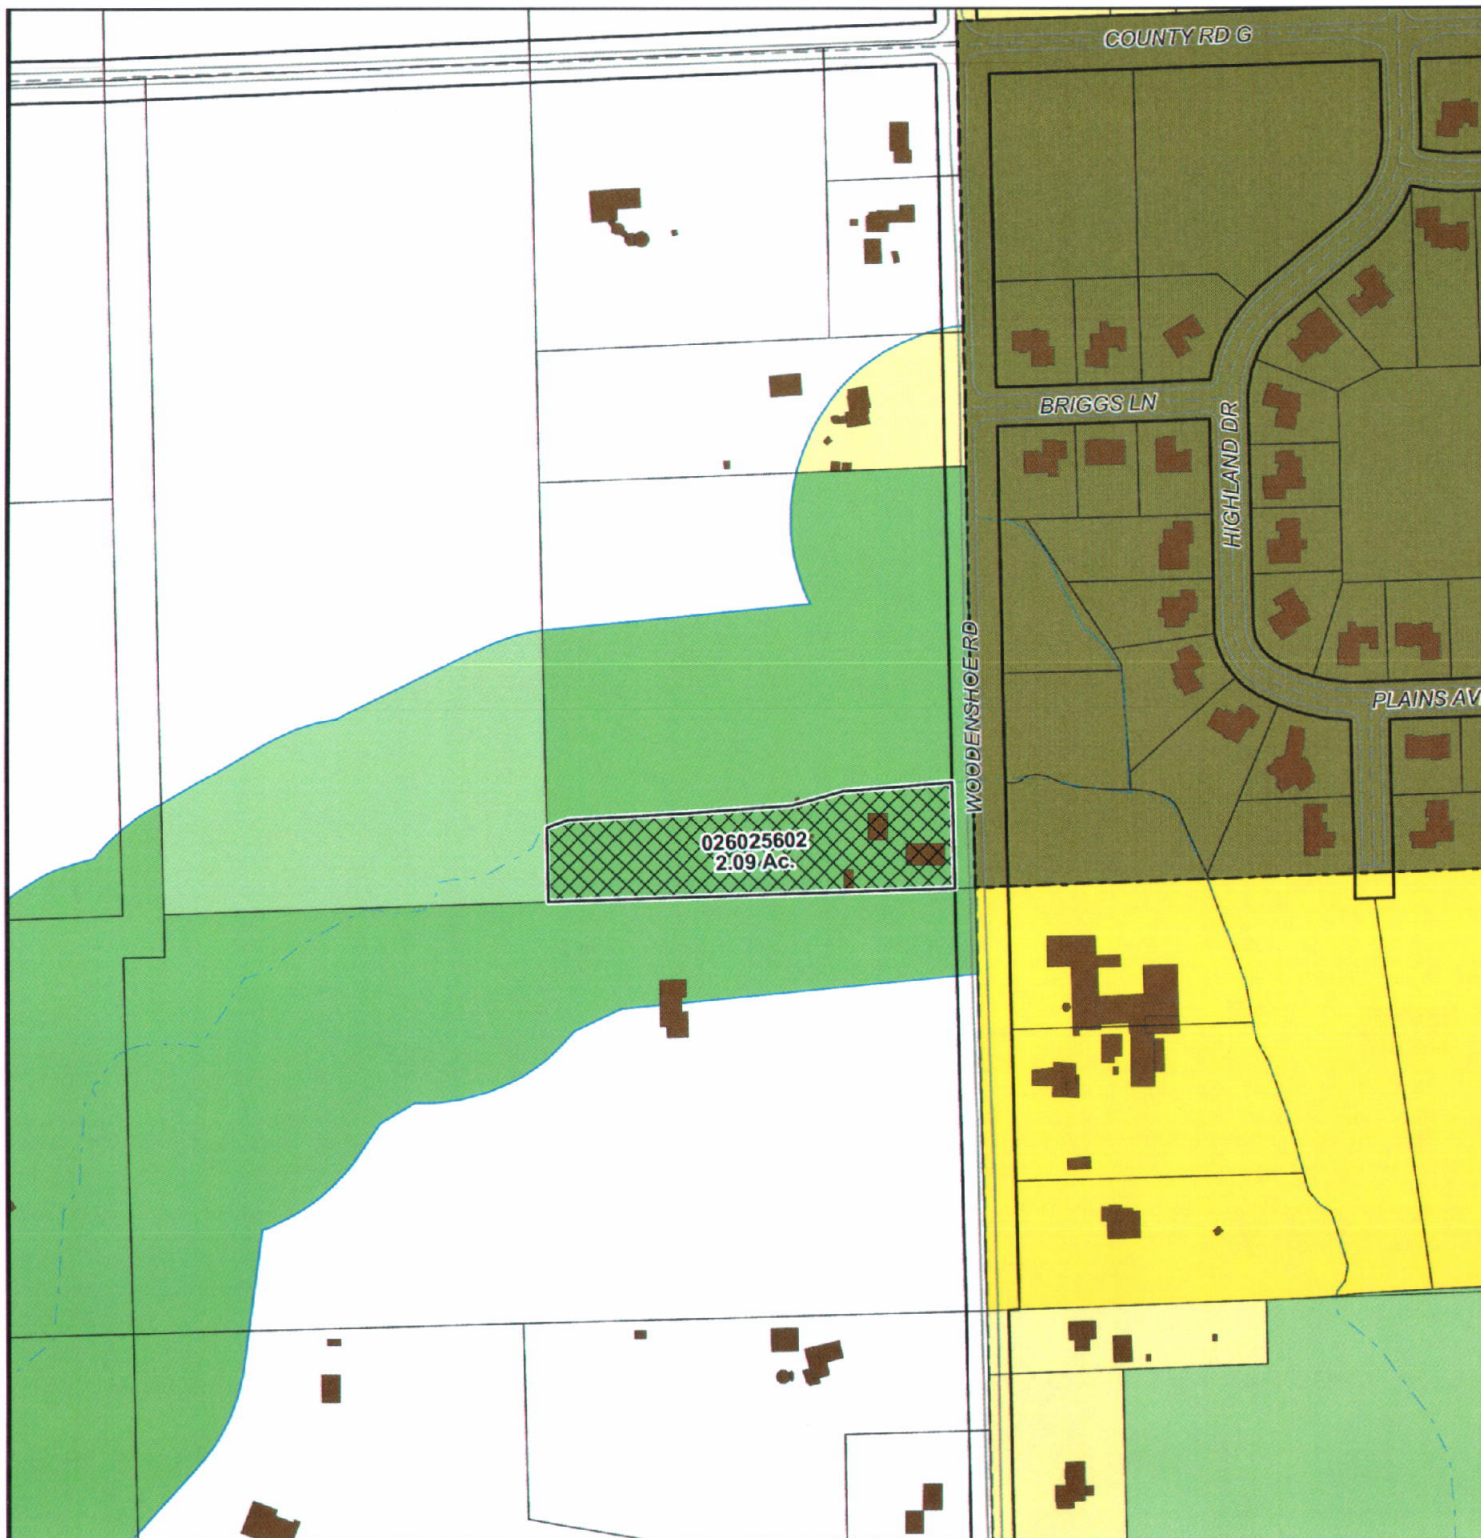 COUNTY RD G
BRIGGS LN
HIGHLAND DR
WOODENSHOE RD
PLAINS AV
026025602
2.09 Ac.